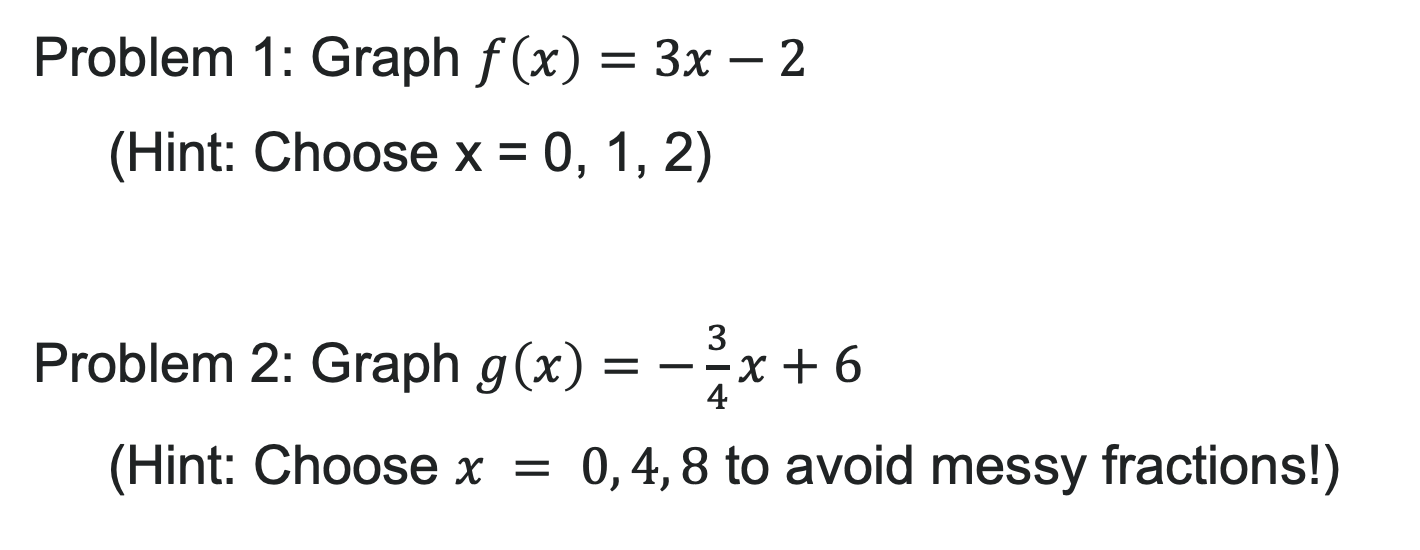 Problem 1: Graph f(x) = 3x − 2
(Hint: Choose x = 0, 1, 2)
Problem 2: Graph g(x) = −3/4x + 6
(Hint: Choose x = 0, 4, 8 to avoid messy fractions!)